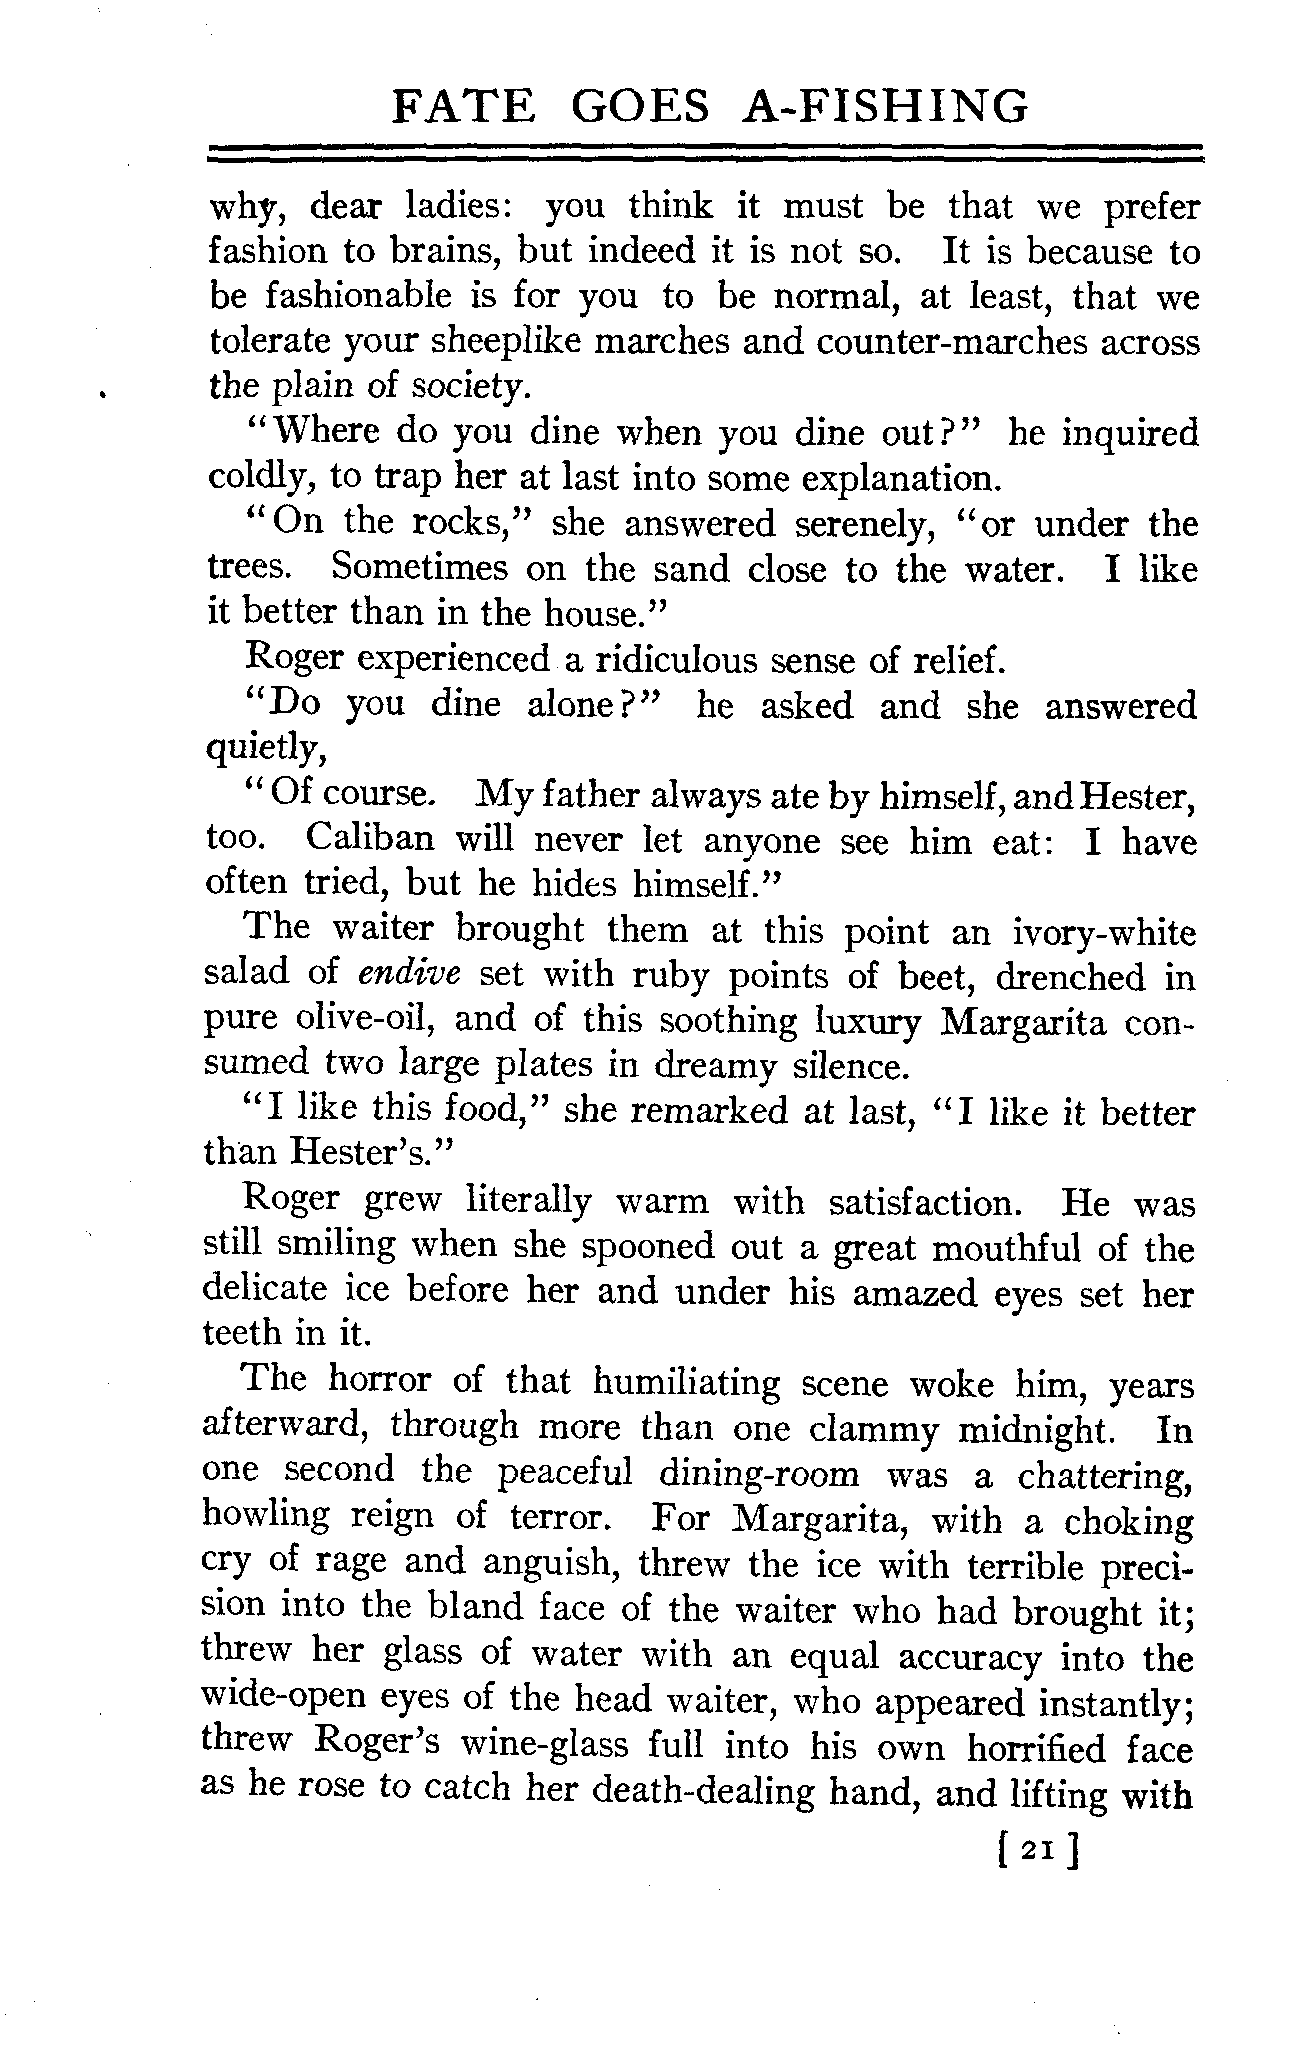 FATE GOES A-FISHING
why, dear ladies: you think it must be that we prefer
fashion to brains, but indeed it is not so. It is because to
be fashionable is for you to be normal, at least, that we
tolerate your sheeplike marches and counter-marches across
the plain of society.
"Where do you dine when you dine out?" he inquired
coldly, to trap her at last into some explanation.
"On the rocks," she answered serenely, "or under the
trees. Sometimes on the sand close to the water. I like
it better than in the house."
Roger experienced a ridiculous sense of relief.
"Do you dine alone?" he asked and she answered
quietly,
"Of course. My father always ate by himself, and Hester,
too. Caliban will never let anyone see him eat: I have
often tried, but he hides himself."
The waiter brought them at this point an ivory-white
salad of endive set with ruby points of beet, drenched in
pure olive-oil, and of this soothing luxury Margarita con-
sumed two large plates in dreamy silence.
"I like this food," she remarked at last, "I like it better
than Hester's."
Roger grew literally warm with satisfaction. He was
still smiling when she spooned out a great mouthful of the
delicate ice before her and under his amazed eyes set her
teeth in it.
The horror of that humiliating scene woke him, years
afterward, through more than one clammy midnight. In
one second the peaceful dining-room was a chattering,
howling reign of terror. For Margarita, with a choking
cry of rage and anguish, threw the ice with terrible preci-
sion into the bland face of the waiter who had brought it;
threw her glass of water with an equal accuracy into the
wide-open eyes of the head waiter, who appeared instantly;
threw Roger's wine-glass full into his own horrified face
as he rose to catch her death-dealing hand, and lifting with
[ 21 ]